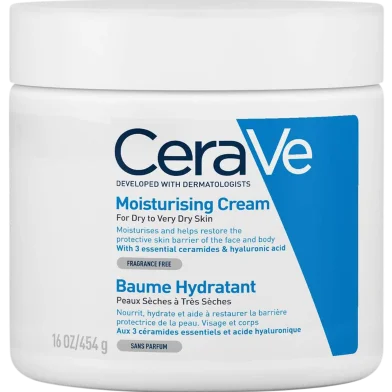 CeraVe
DEVELOPED WITH DERMATOLOGISTS
Moisturising Cream
For Dry to Very Dry Skin
Moisturises and helps restore the
protective skin barrier of the face and body
With 3 essential ceramides & hyaluronic acid
FRAGRANCE FREE
Baume Hydratant
Peaux Sèches à Très Sèches
Nourrit, hydrate et aide à restaurer la barrière
protectrice de la peau. Visage et corps
Aux 3 céramides essentiels et acide hyaluronique
SANS PARFUM
16 OZ/454 g